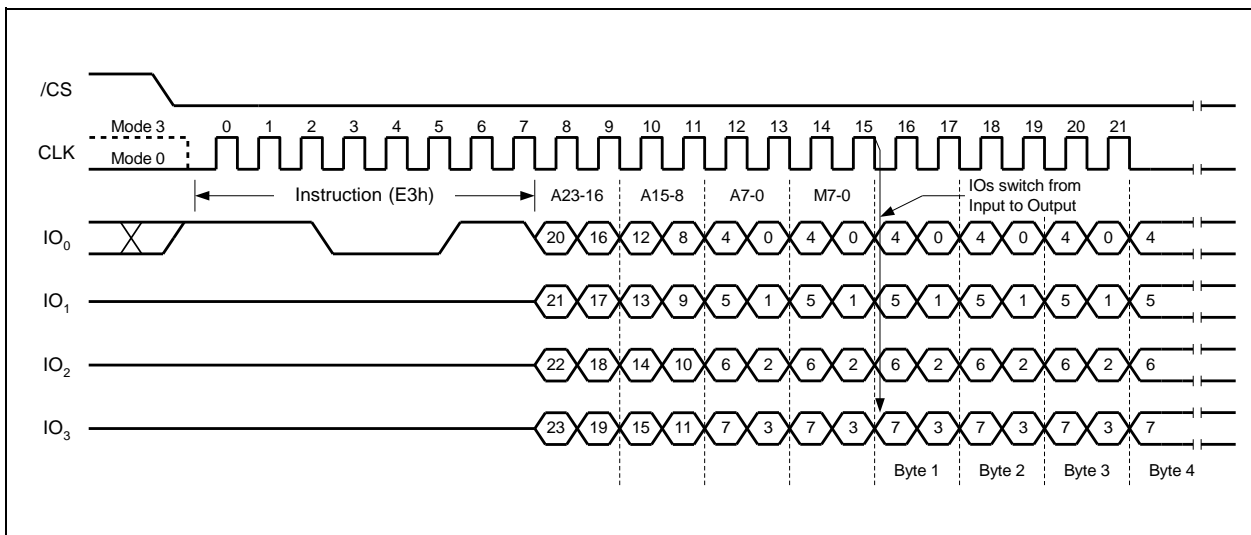 /CS
Mode 3 0 1 2 3 4 5 6 7 8 9 10 11 12 13 14 15 16 17 18 19 20 21
CLK
Mode 0
Instruction (E3h) A23-16 A15-8 A7-0 M7-0
IOs switch from
Input to Output
IO0 20 16 12 8 4 0 4 0 4 0 4 0 4 0 4
IO1 21 17 13 9 5 1 5 1 5 1 5 1 5 1 5
IO2 22 18 14 10 6 2 6 2 6 2 6 2 6 2 6
IO3 23 19 15 11 7 3 7 3 7 3 7 3 7 3 7
Byte 1 Byte 2 Byte 3 Byte 4